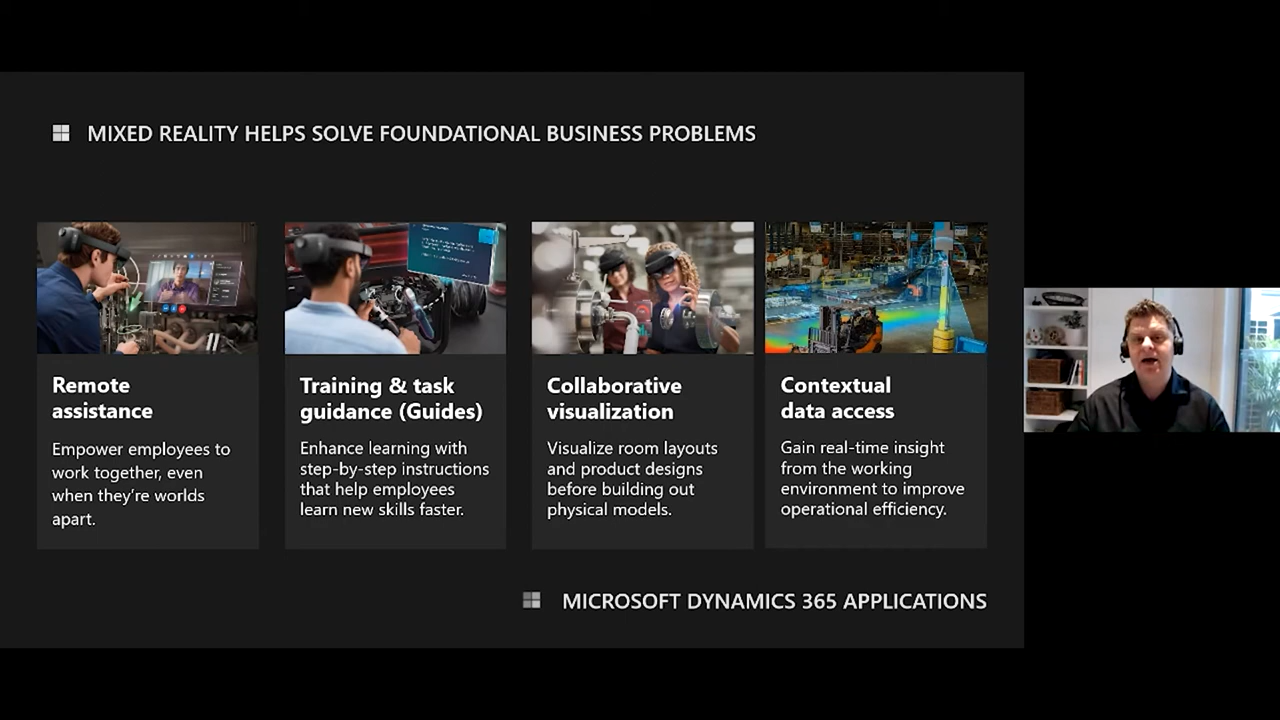 MIXED REALITY HELPS SOLVE FOUNDATIONAL BUSINESS PROBLEMS
Remote
assistance
Empower employees to
work together, even
when they're worlds
apart.
Training & task
guidance (Guides)
Enhance learning with
step-by-step instructions
that help employees
learn new skills faster.
Collaborative
visualization
Visualize room layouts
and product designs
before building out
physical models.
Contextual
data access
Gain real-time insight
from the working
environment to improve
operational efficiency.
MICROSOFT DYNAMICS 365 APPLICATIONS